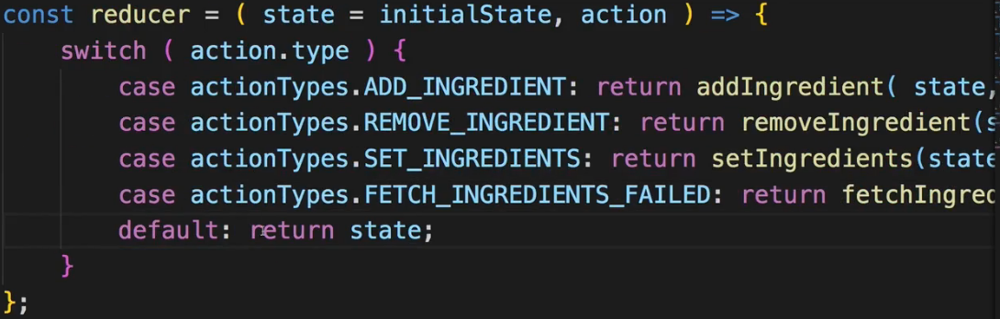 const reducer = ( state = initialState, action ) => {
switch ( action.type ) {
case actionTypes.ADD_INGREDIENT: return addIngredient( state,
case actionTypes.REMOVE_INGREDIENT: return removeIngredient(s
case actionTypes.SET_INGREDIENTS: return setIngredients(state
case actionTypes.FETCH_INGREDIENTS_FAILED: return fetchIngred
default: return state;
}
};